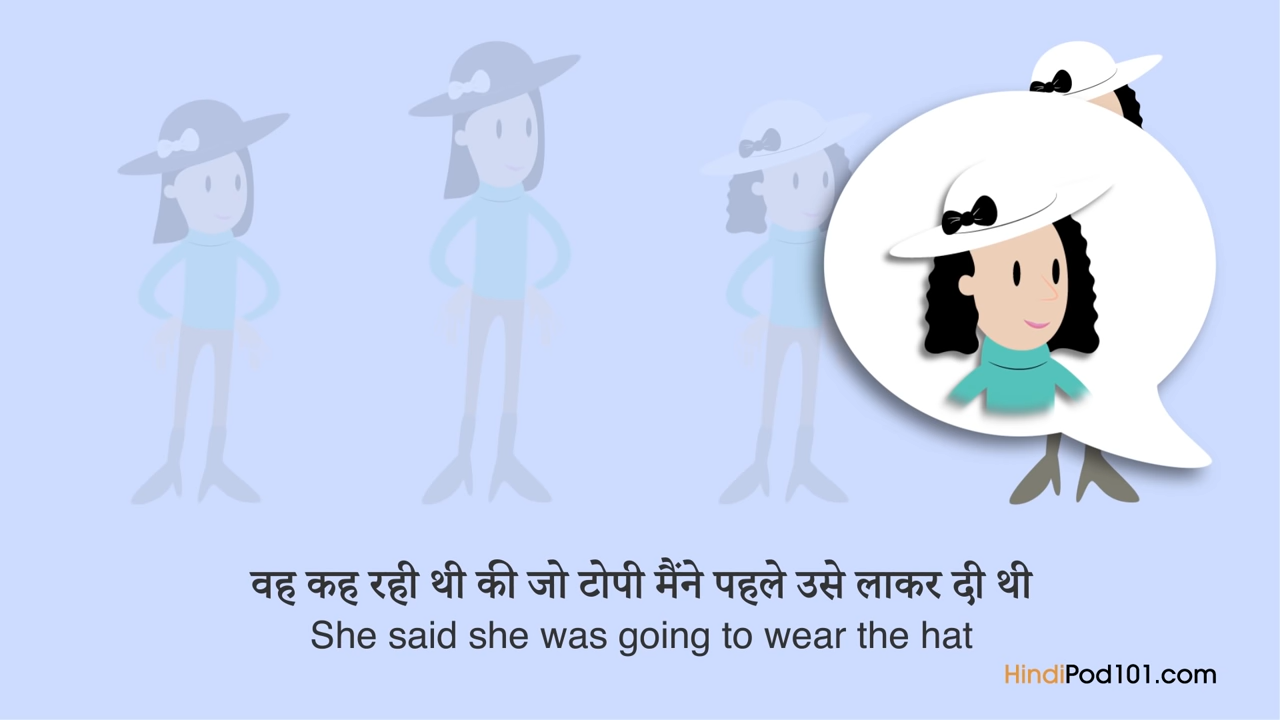 वह कह रही थी की जो टोपी मैंने पहले उसे लाकर दी थी
She said she was going to wear the hat
HindiPod101.com